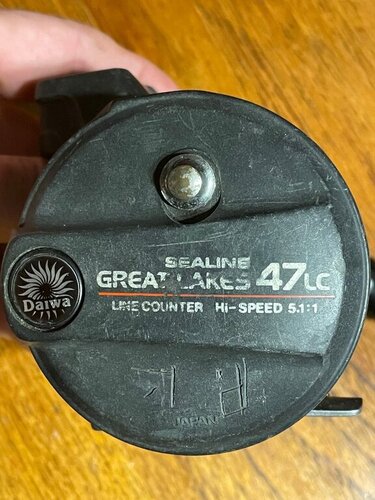 SEALINE
GREAT LAKES 47LC
Daiwa
LINE COUNTER HI-SPEED 5.1:1
JAPAN